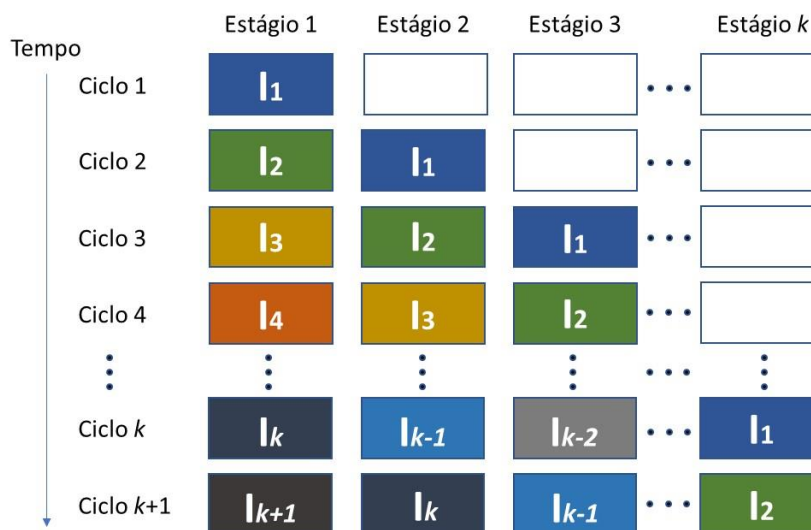 Estágio 1 Estágio 2 Estágio 3 Estágio k
Tempo
Ciclo 1 I1
Ciclo 2 I2 I1
Ciclo 3 I3 I2 I1
Ciclo 4 I4 I3 I2
Ciclo k Ik Ik-1 Ik-2 I1
Ciclo k+1 Ik+1 Ik Ik-1 I2